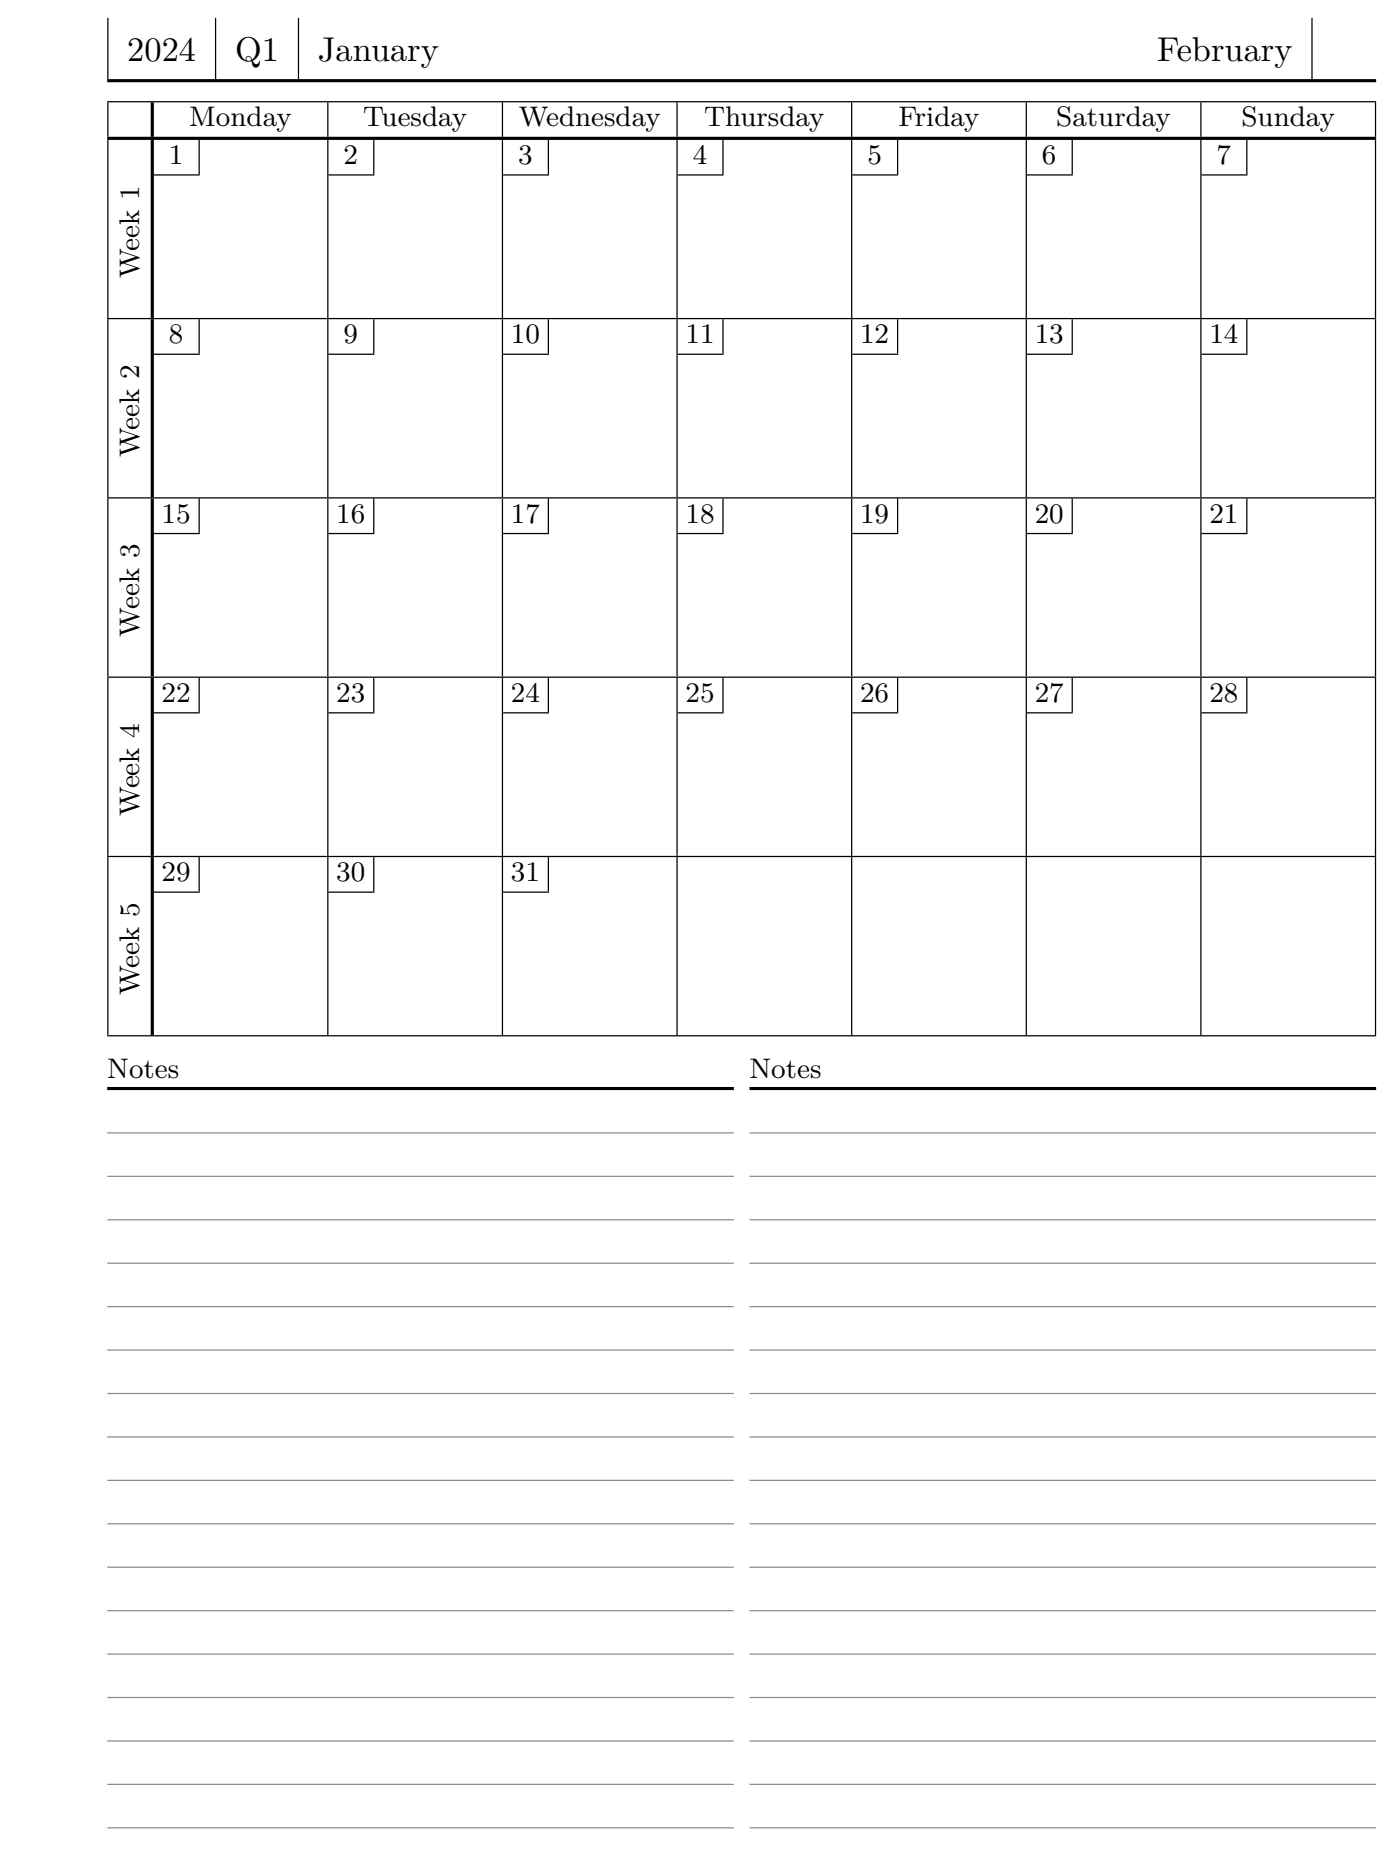 2024 Q1 January February
Monday Tuesday Wednesday Thursday Friday Saturday Sunday
Week 1 1 2 3 4 5 6 7
Week 2 8 9 10 11 12 13 14
Week 3 15 16 17 18 19 20 21
Week 4 22 23 24 25 26 27 28
Week 5 29 30 31
Notes Notes